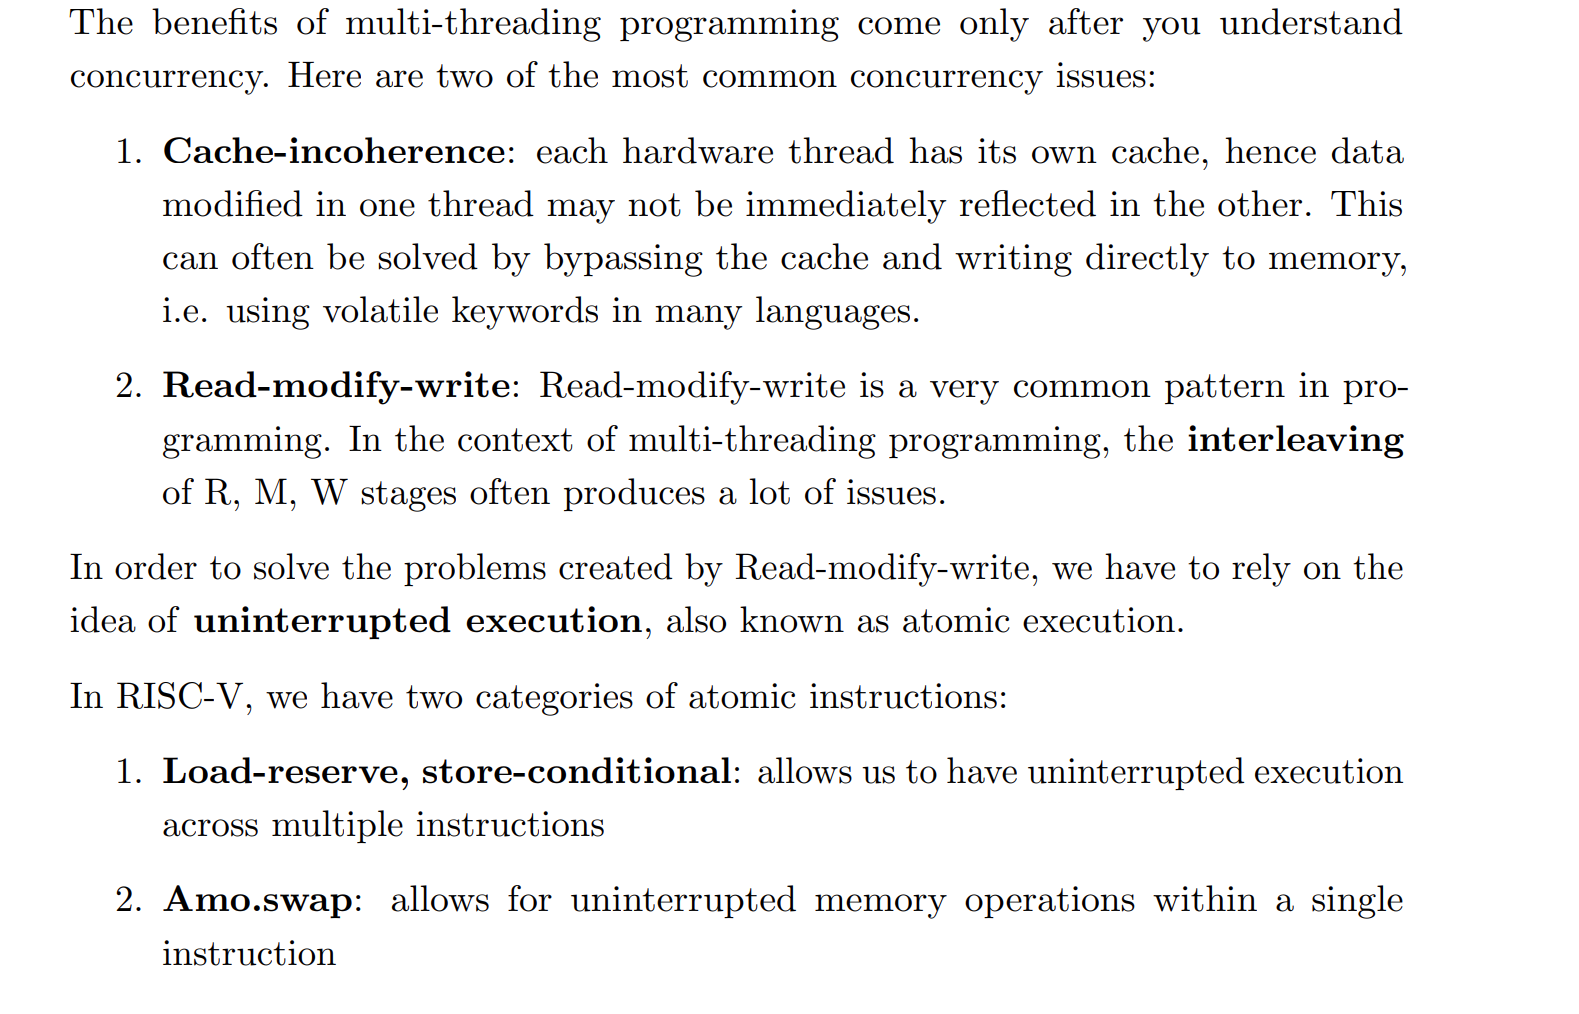 The benefits of multi-threading programming come only after you understand
concurrency. Here are two of the most common concurrency issues:
1. Cache-incoherence: each hardware thread has its own cache, hence data
modified in one thread may not be immediately reflected in the other. This
can often be solved by bypassing the cache and writing directly to memory,
i.e. using volatile keywords in many languages.
2. Read-modify-write: Read-modify-write is a very common pattern in pro-
gramming. In the context of multi-threading programming, the interleaving
of R, M, W stages often produces a lot of issues.
In order to solve the problems created by Read-modify-write, we have to rely on the
idea of uninterrupted execution, also known as atomic execution.
In RISC-V, we have two categories of atomic instructions:
1. Load-reserve, store-conditional: allows us to have uninterrupted execution
across multiple instructions
2. Amo.swap: allows for uninterrupted memory operations within a single
instruction